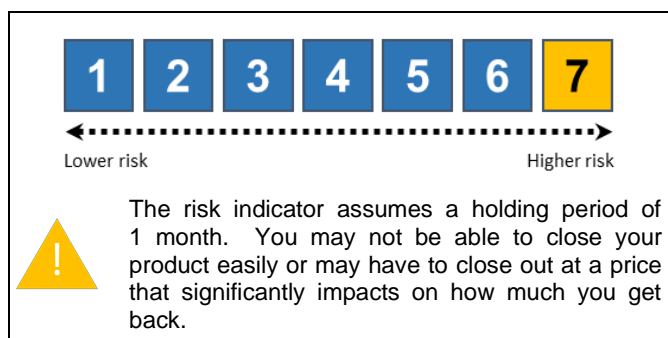 1 2 3 4 5 6 7
Lower risk Higher risk
!
The risk indicator assumes a holding period of
1 month. You may not be able to close your
product easily or may have to close out at a price
that significantly impacts on how much you get
back.